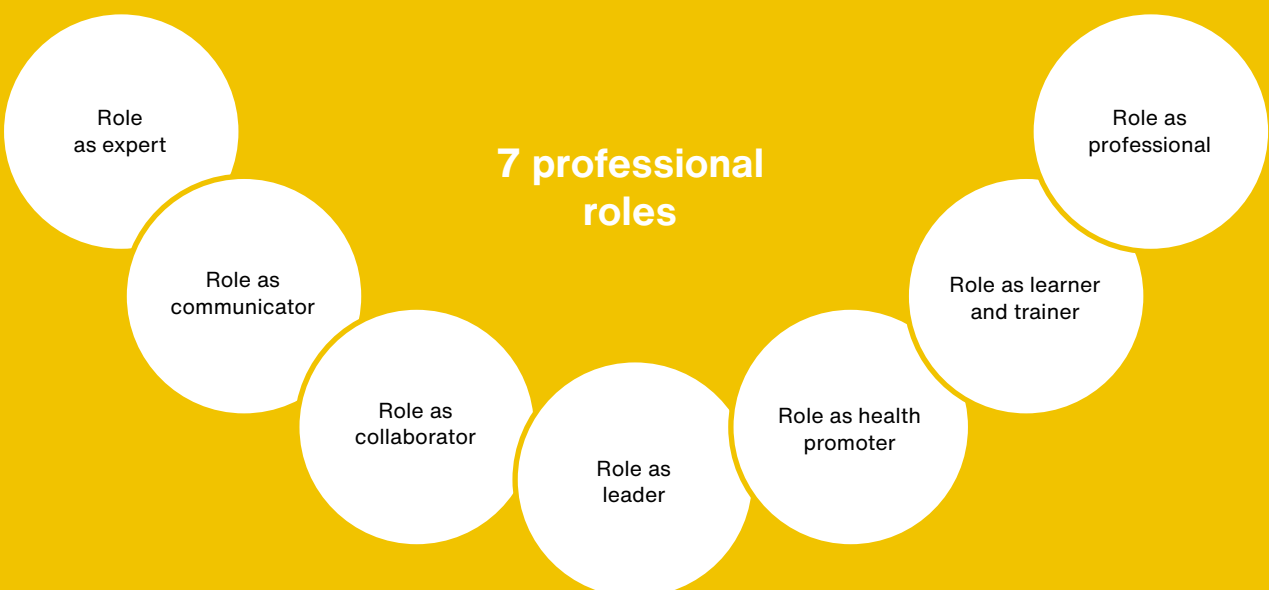 7 professional
roles
Role
as expert
Role as
communicator
Role as
collaborator
Role as
leader
Role as health
promoter
Role as learner
and trainer
Role as
professional